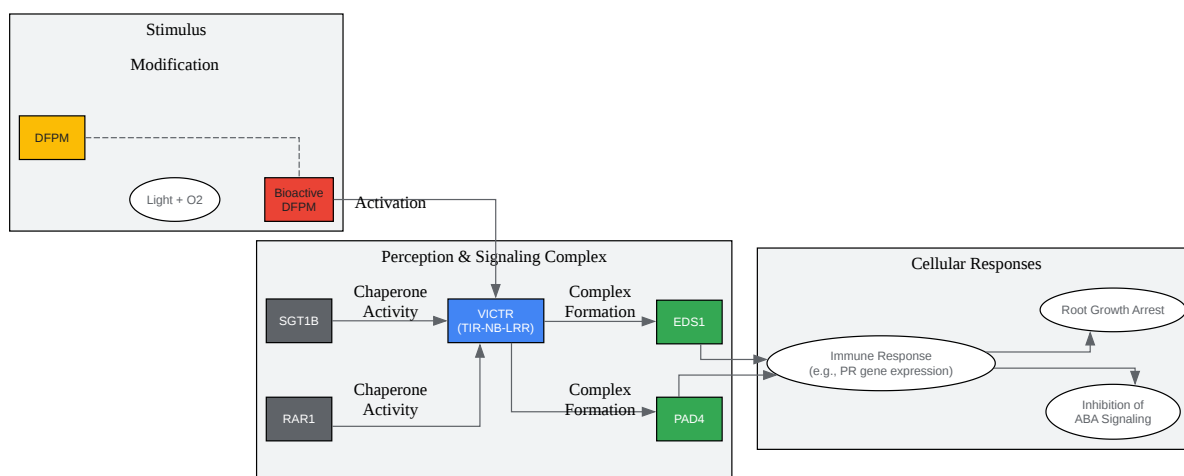 Stimulus
Modification
DFPM
Light + O2
Bioactive
DFPM
Activation
Perception & Signaling Complex
SGT1B
Chaperone
Activity
VICTR
(TIR-NB-LRR)
Complex
Formation
EDS1
RAR1
Chaperone
Activity
Complex
Formation
PAD4
Cellular Responses
Root Growth Arrest
Immune Response
(e.g., PR gene expression)
Inhibition of
ABA Signaling